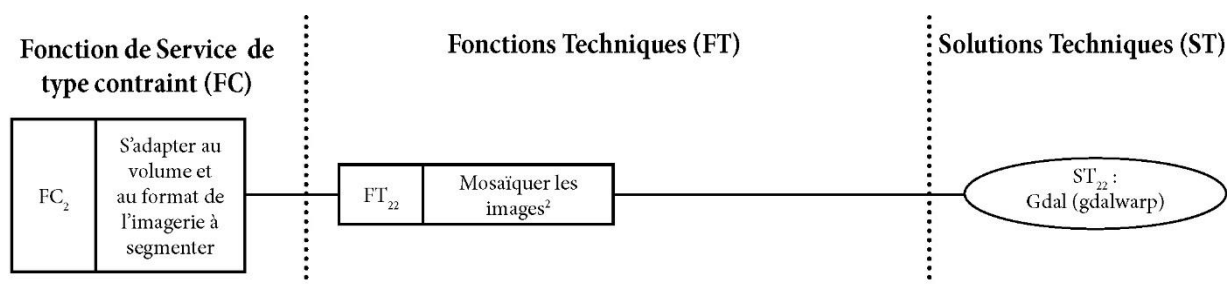 Fonction de Service de
type contraint (FC)
Fonctions Techniques (FT)
Solutions Techniques (ST)
FC₂
S'adapter au
volume et
au format de
l'imagerie à
segmenter
FT₂₂
Mosaïquer les
images²
ST₂₂ :
Gdal (gdalwarp)